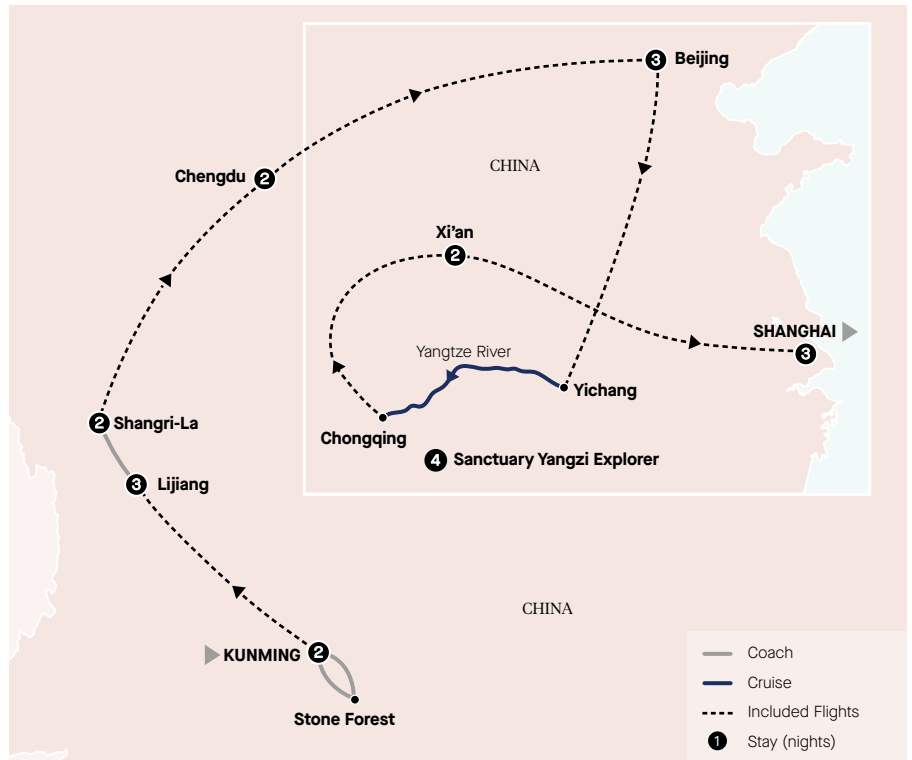 3 Beijing
CHINA
Chengdu 2
Xi'an
2
SHANGHAI
3
Yangtze River
Yichang
Chongqing
4 Sanctuary Yangzi Explorer
2 Shangri-La
3 Lijiang
CHINA
KUNMING 2
Stone Forest
Coach
Cruise
Included Flights
1 Stay (nights)